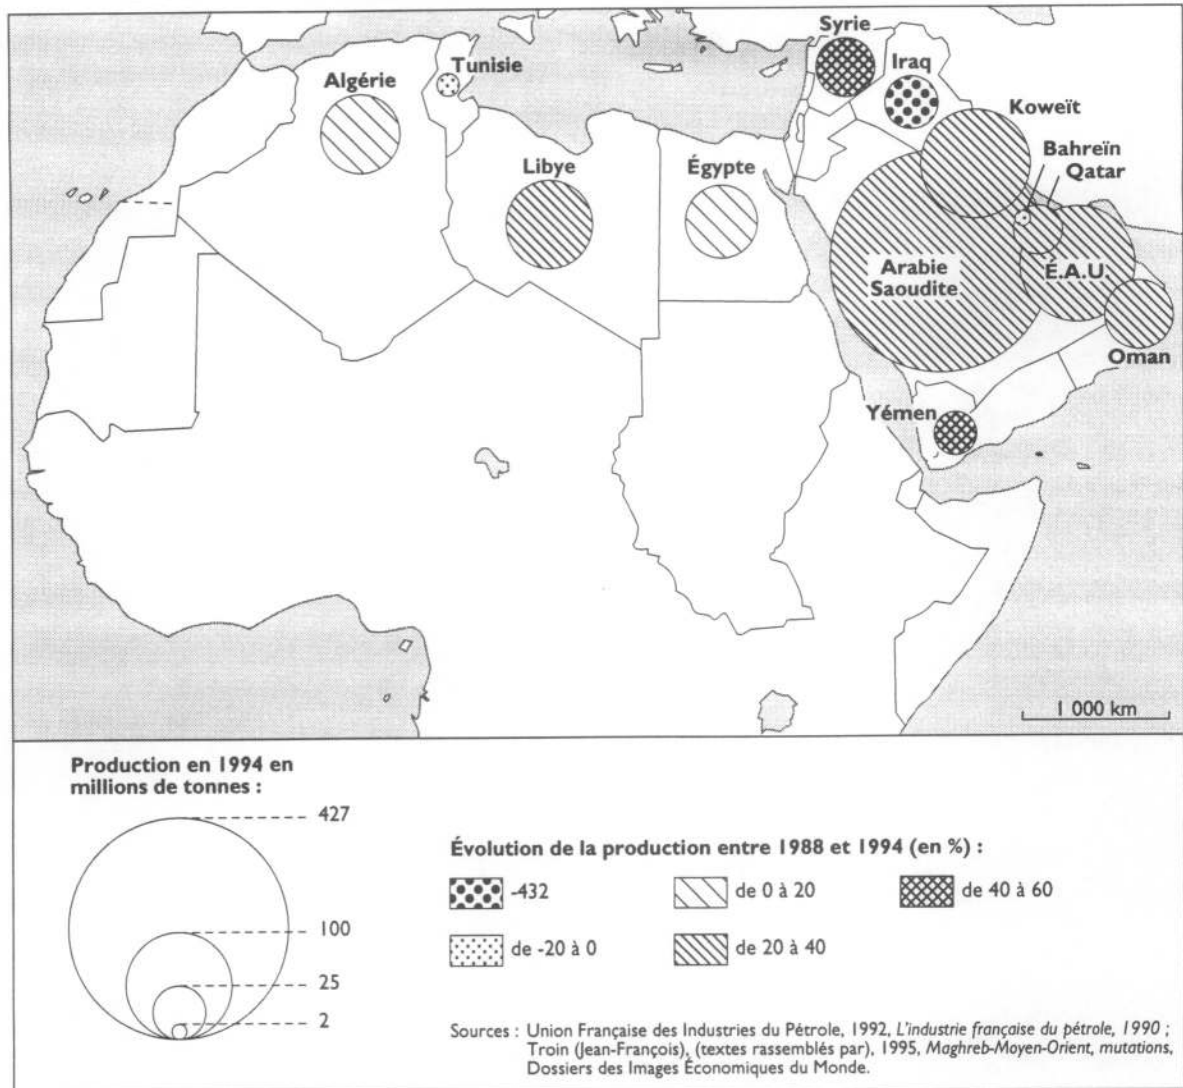 Syrie
Tunisie
Iraq
Algérie
Koweït
Bahreïn
Qatar
Libye
Égypte
Arabie
Saoudite
É.A.U.
Oman
Yémen
1 000 km
Production en 1994 en
millions de tonnes :
427
100
25
2
Évolution de la production entre 1988 et 1994 (en %) :
-432
de 0 à 20
de 40 à 60
de -20 à 0
de 20 à 40
Sources : Union Française des Industries du Pétrole, 1992, L'industrie française du pétrole, 1990 ;
Troin (Jean-François), (textes rassemblés par), 1995, Maghreb-Moyen-Orient, mutations,
Dossiers des Images Économiques du Monde.